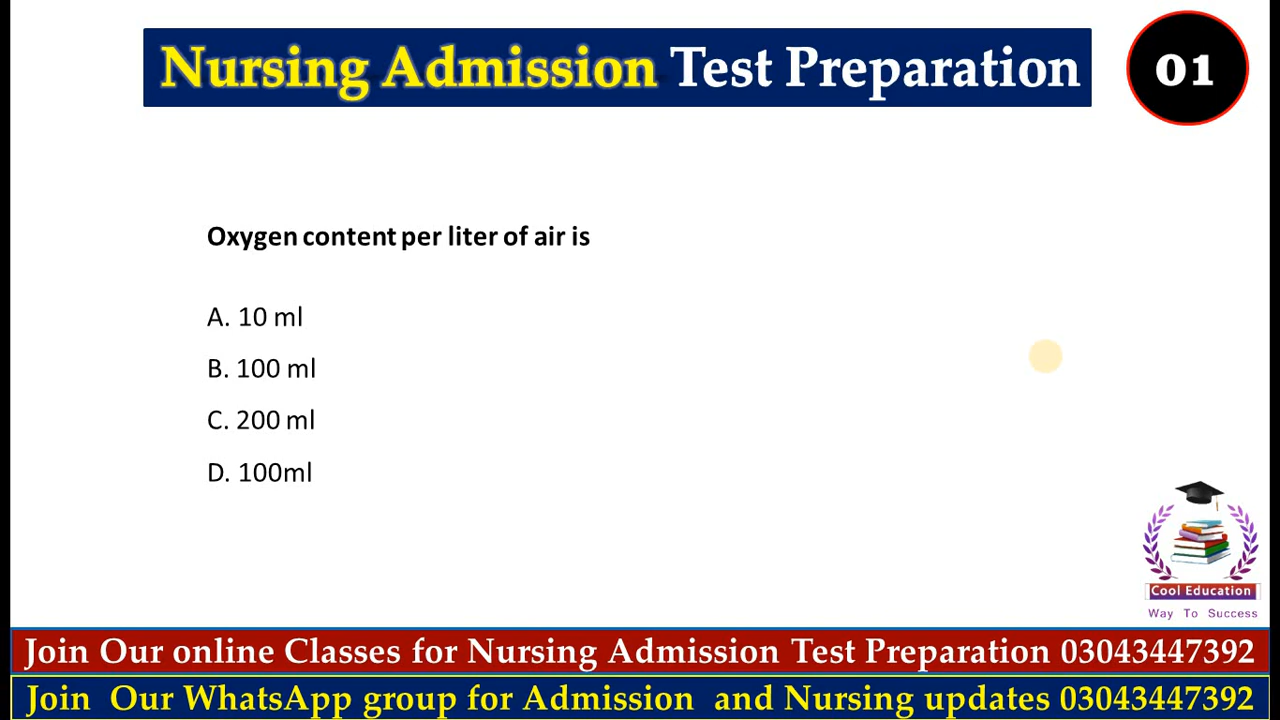 Nursing Admission Test Preparation
01
Oxygen content per liter of air is
A. 10 ml
B. 100 ml
C. 200 ml
D. 100ml
Cool Education
Way To Success
Join Our online Classes for Nursing Admission Test Preparation 03043447392
Join Our WhatsApp group for Admission and Nursing updates 03043447392